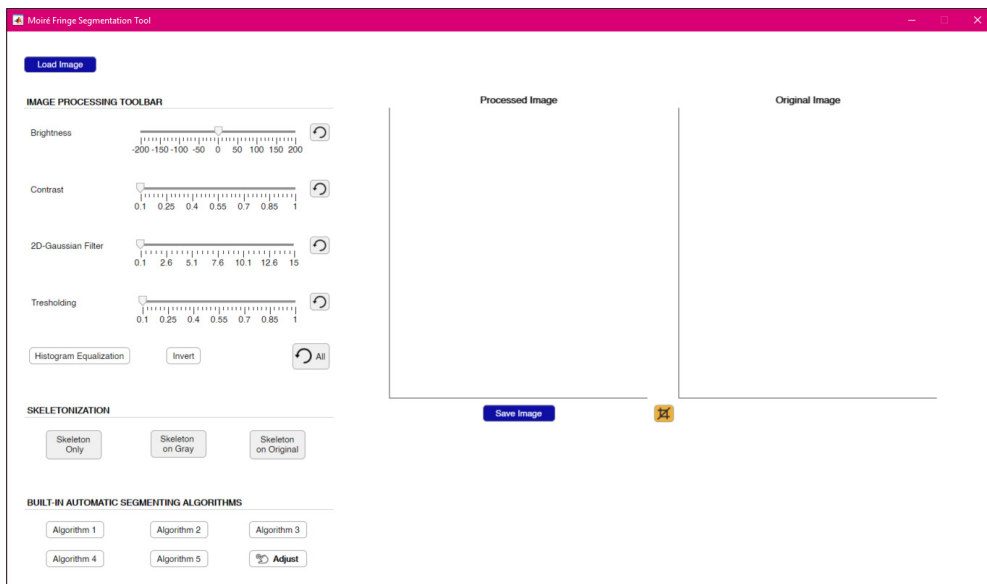 Moiré Fringe Segmentation Tool
Load Image
IMAGE PROCESSING TOOLBAR
Brightness
-200 -150 -100 -50 0 50 100 150 200
Contrast
0.1 0.25 0.4 0.55 0.7 0.85 1
2D-Gaussian Filter
0.1 2.6 5.1 7.6 10.1 12.6 15
Tresholding
0.1 0.25 0.4 0.55 0.7 0.85 1
Histogram Equalization
Invert
All
SKELETONIZATION
Skeleton
Only
Skeleton
on Gray
Skeleton
on Original
BUILT-IN AUTOMATIC SEGMENTING ALGORITHMS
Algorithm 1
Algorithm 2
Algorithm 3
Algorithm 4
Algorithm 5
Adjust
Processed Image
Original Image
Save Image